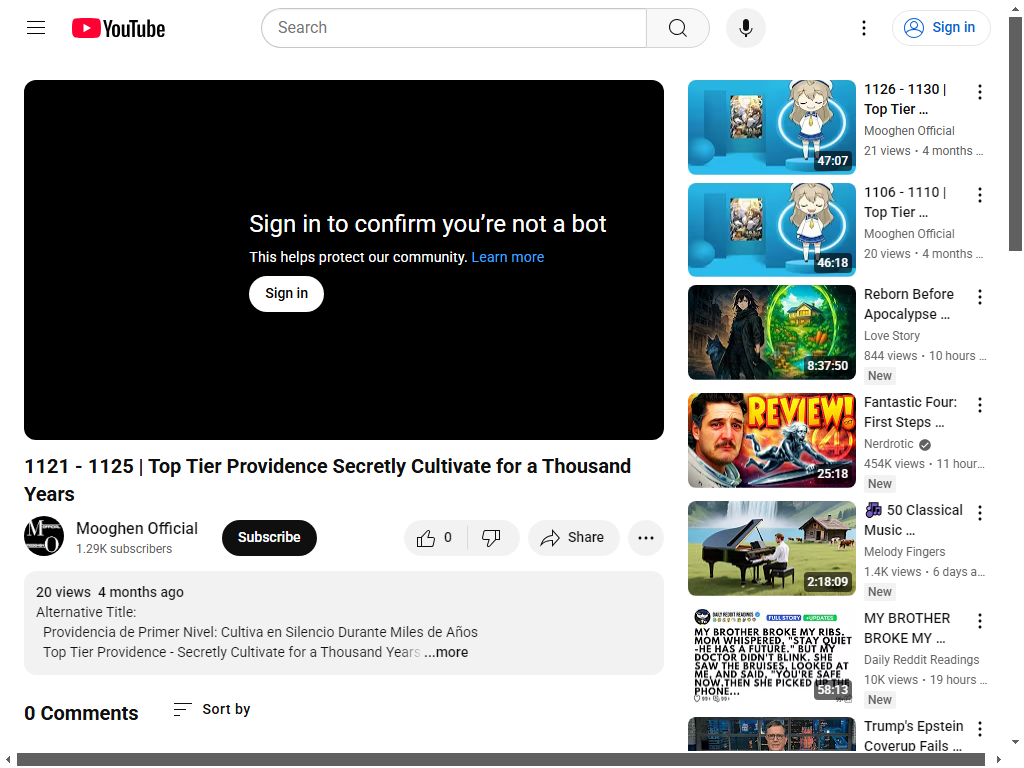 YouTube
Search
Sign in
Sign in to confirm you’re not a bot
This helps protect our community. Learn more
Sign in
1121 - 1125 | Top Tier Providence Secretly Cultivate for a Thousand
Years
Mooghen Official
1.29K subscribers
Subscribe
0
Share
20 views 4 months ago
Alternative Title:
Providencia de Primer Nivel: Cultiva en Silencio Durante Miles de Años
Top Tier Providence - Secretly Cultivate for a Thousand Years ...more
0 Comments
Sort by
47:07
1126 - 1130 |
Top Tier ...
Mooghen Official
21 views • 4 months ...
46:18
1106 - 1110 |
Top Tier ...
Mooghen Official
20 views • 4 months ...
8:37:50
Reborn Before
Apocalypse ...
Love Story
844 views • 10 hours ...
New
REVIEW!
25:18
Fantastic Four:
First Steps ...
Nerdrotic
454K views • 11 hour...
New
2:18:09
🎶 50 Classical
Music ...
Melody Fingers
1.4K views • 6 days a...
New
DAILY REDDIT READINGS
FULL STORY +UPDATES
MY BROTHER BROKE MY RIBS.
MOM WHISPERED, "STAY QUIET
-HE HAS A FUTURE." BUT MY
DOCTOR DIDN'T BLINK. SHE
SAW THE BRUISES, LOOKED AT
ME, AND SAID, "YOU'RE SAFE
NOW.THEN SHE PICKED UP THE
PHONE...
58:13
MY BROTHER
BROKE MY ...
Daily Reddit Readings
10K views • 19 hours ...
New
Trump's Epstein
Coverup Fails ...